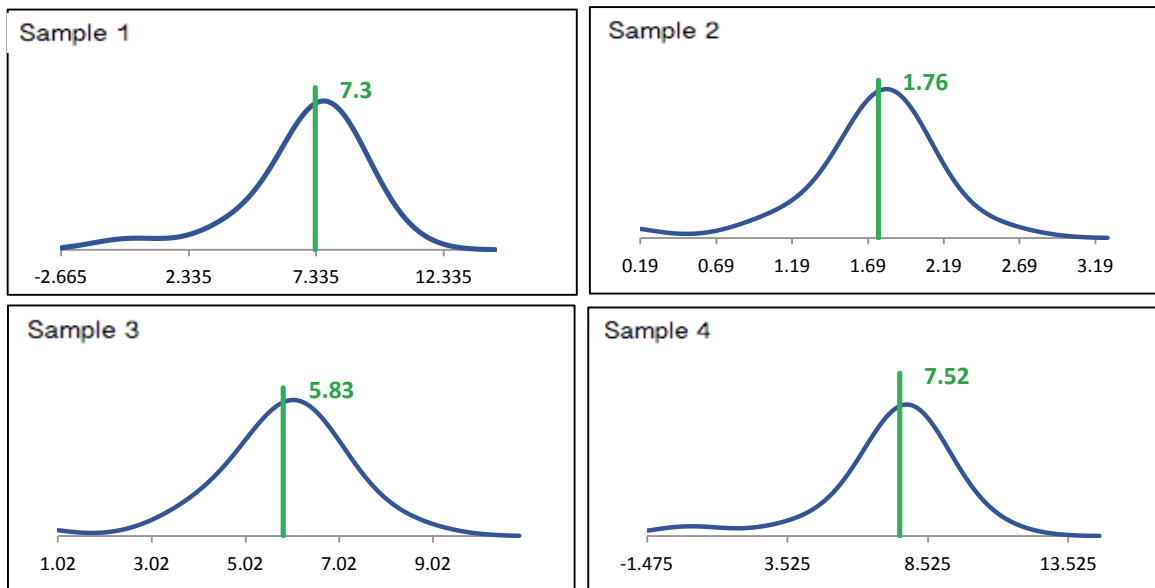 Sample 1
7.3
-2.665 2.335 7.335 12.335
Sample 2
1.76
0.19 0.69 1.19 1.69 2.19 2.69 3.19
Sample 3
5.83
1.02 3.02 5.02 7.02 9.02
Sample 4
7.52
-1.475 3.525 8.525 13.525